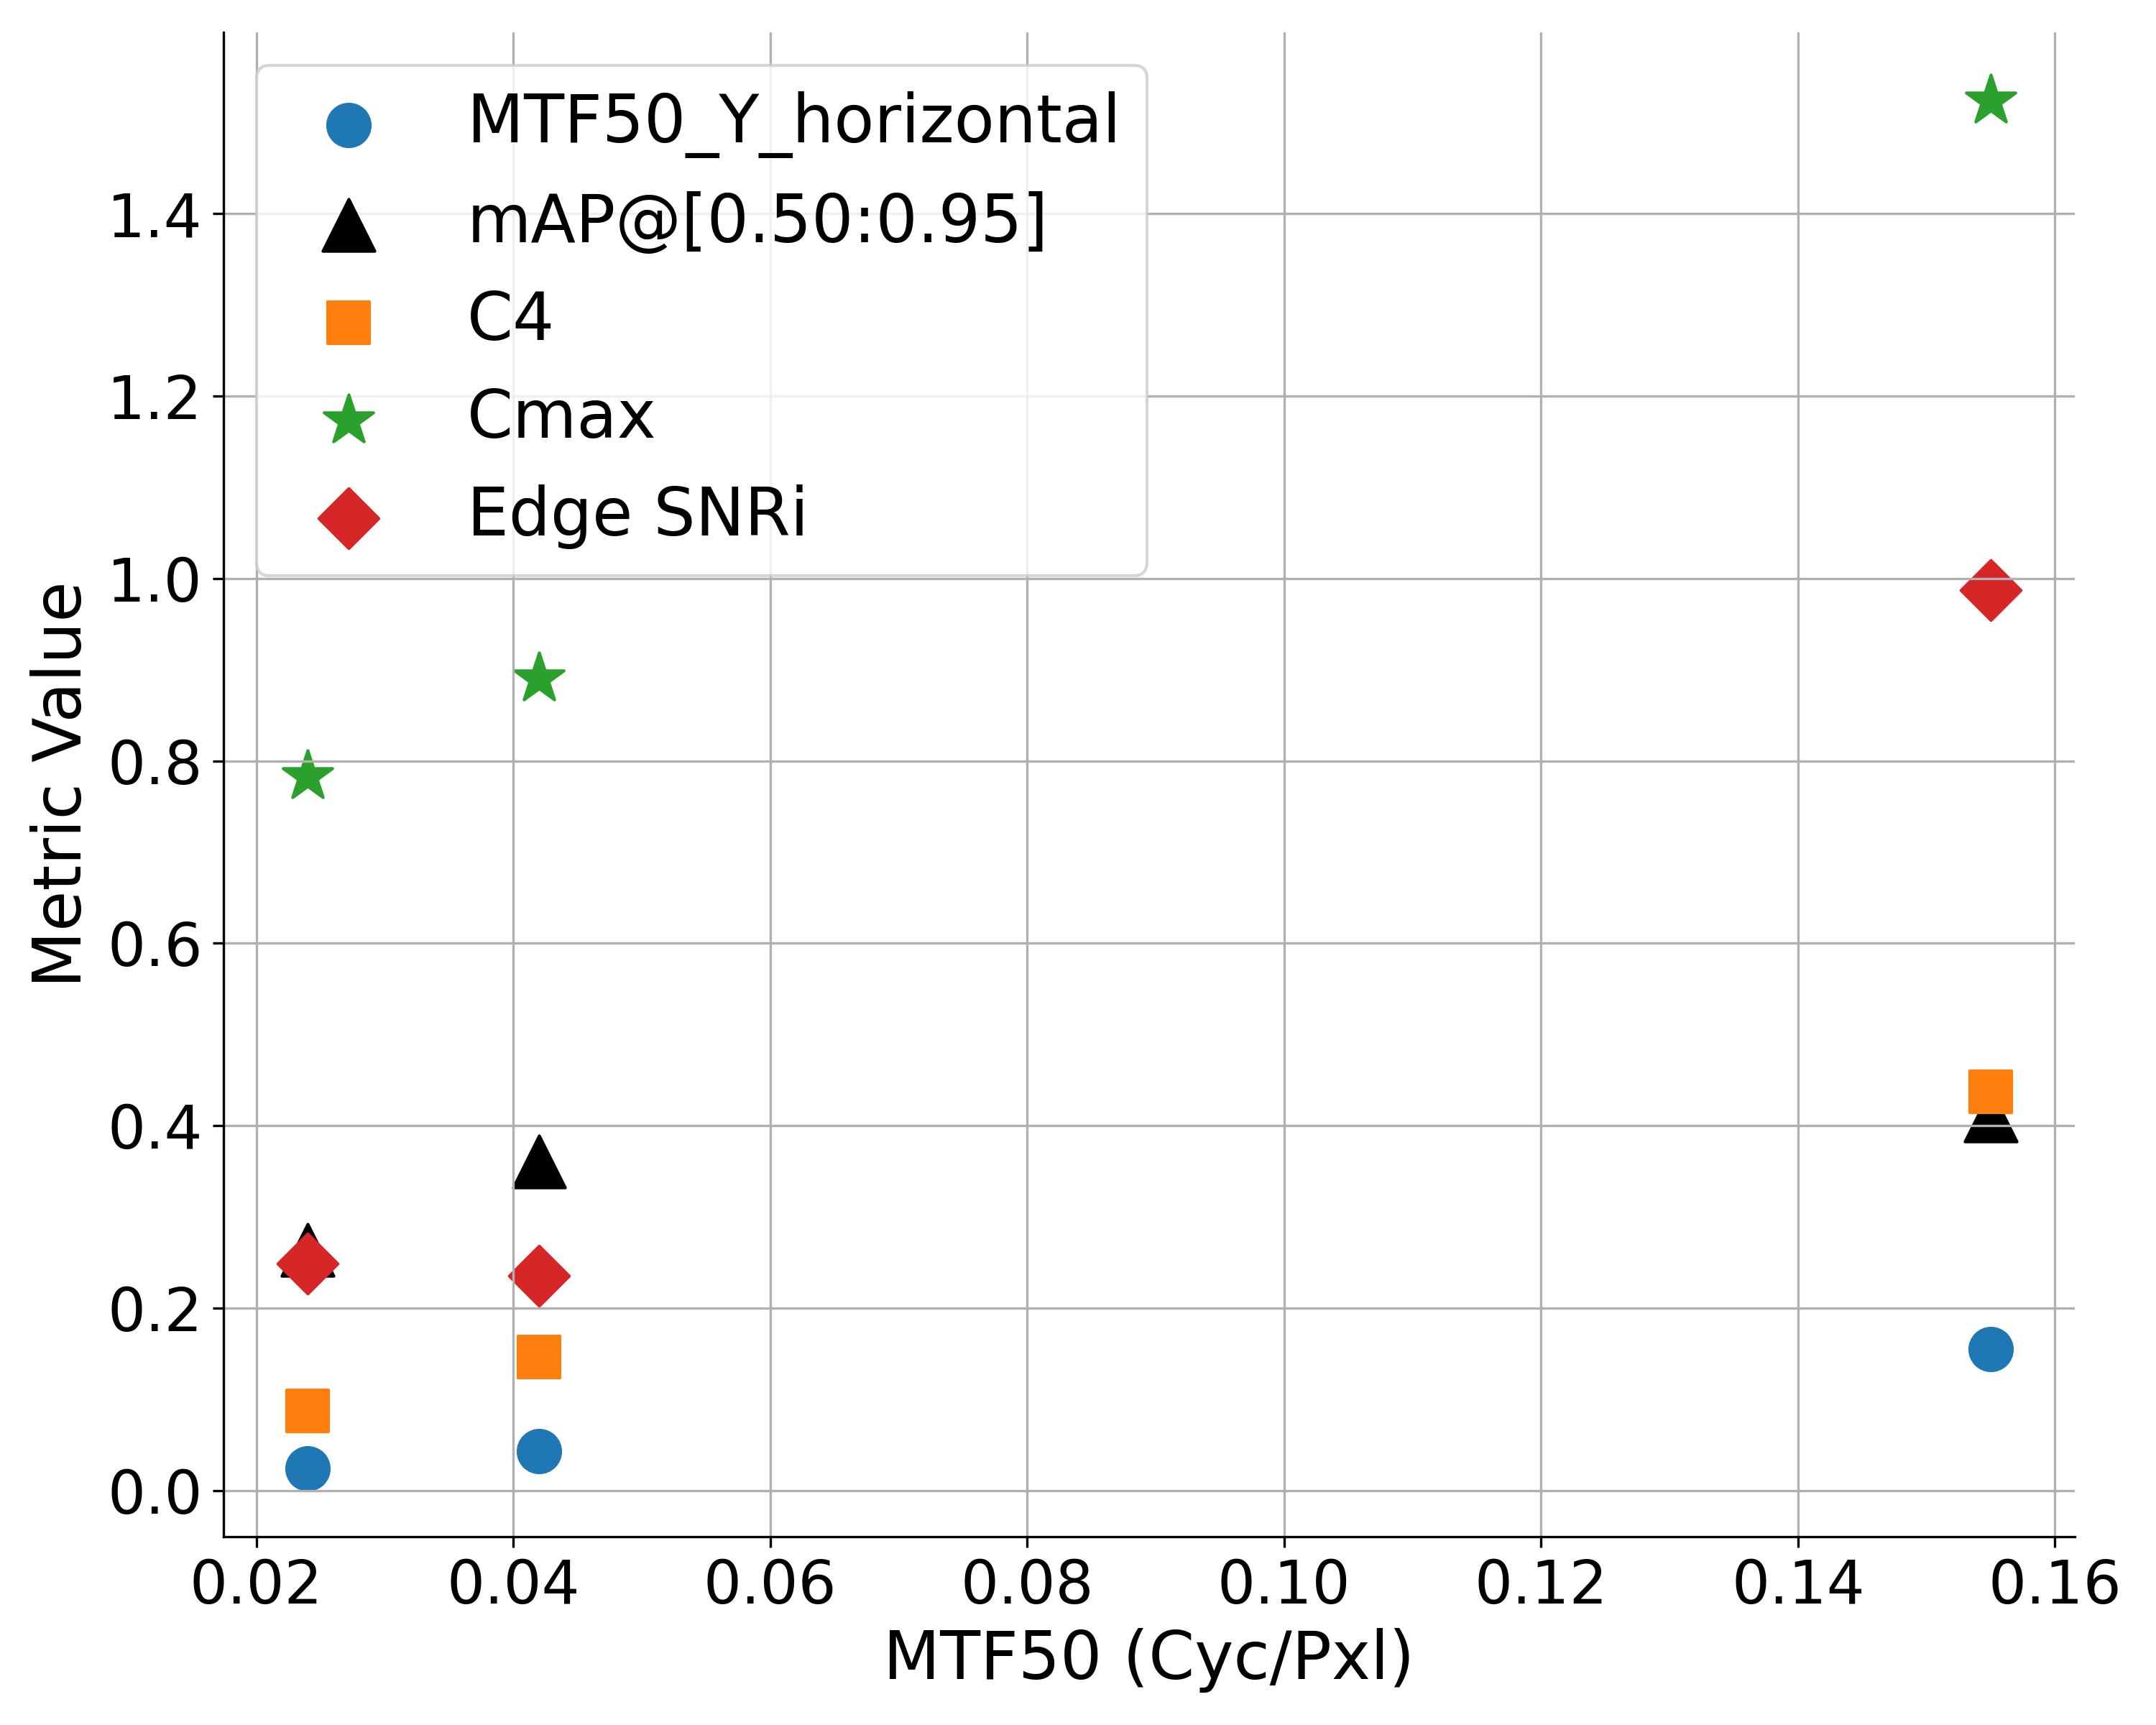 MTF50_Y_horizontal
mAP@[0.50:0.95]
C4
Cmax
Edge SNRi
Metric Value
1.4
1.2
1.0
0.8
0.6
0.4
0.2
0.0
0.02 0.04 0.06 0.08 0.10 0.12 0.14 0.16
MTF50 (Cyc/Pxl)